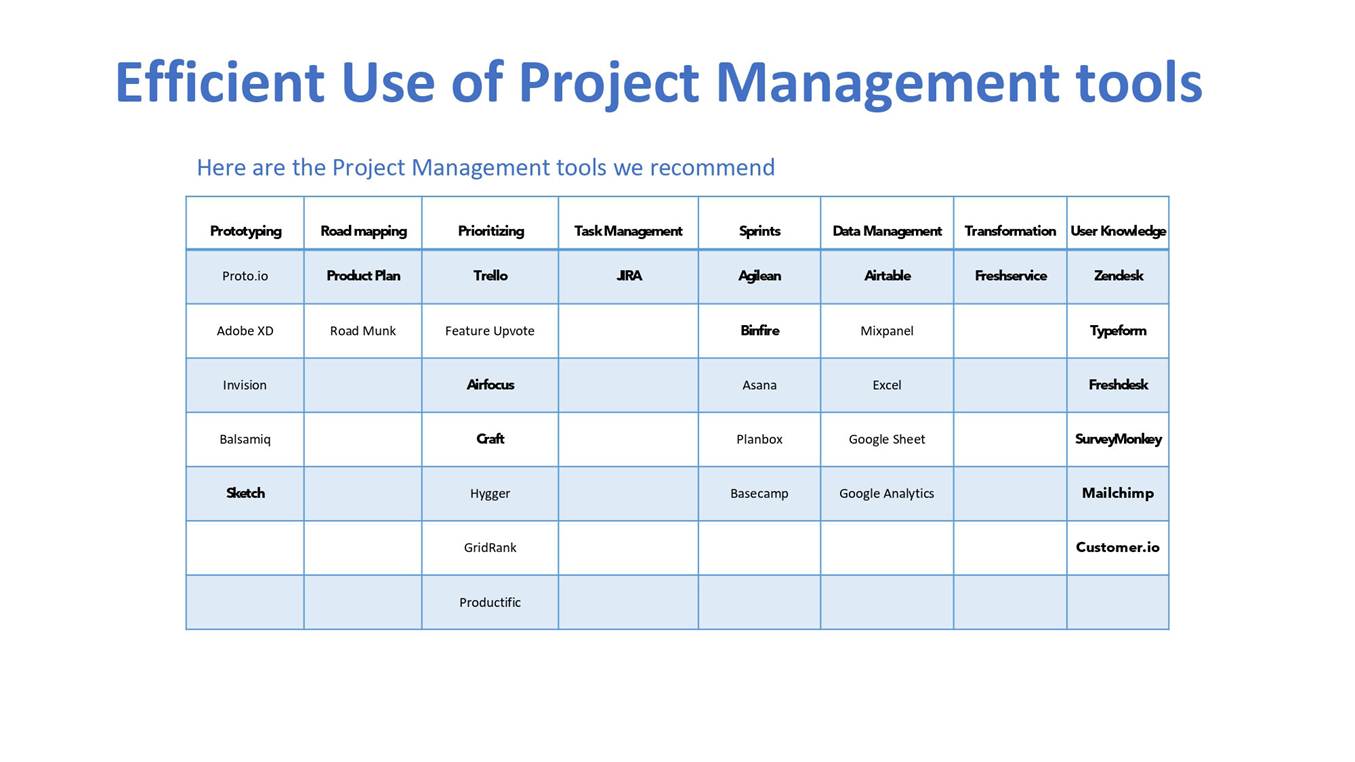 Efficient Use of Project Management tools
Here are the Project Management tools we recommend
Prototyping Road mapping Prioritizing Task Management Sprints Data Management Transformation User Knowledge
Proto.io Product Plan Trello JIRA Agilean Airtable Freshservice Zendesk
Adobe XD Road Munk Feature Upvote Binfire Mixpanel Typeform
Invision Airfocus Asana Excel Freshdesk
Balsamiq Craft Planbox Google Sheet SurveyMonkey
Sketch Hygger Basecamp Google Analytics Mailchimp
GridRank Customer.io
Productific